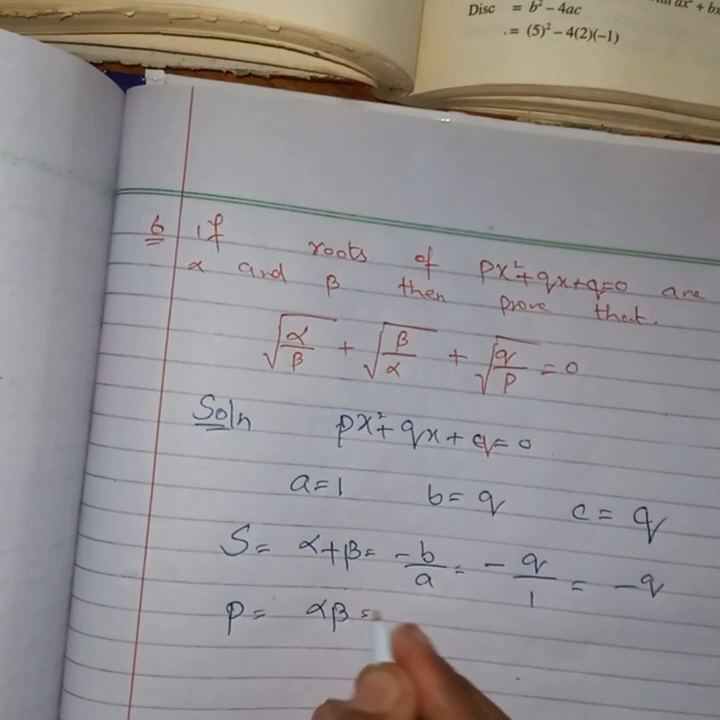 Disc = b² – 4ac
= (5)² – 4(2)(–1)
6 if roots of px²+qx+q=0 are
α and β then prove that.
√(α/β) + √(β/α) + √(q/p) = 0
Soln px²+qx+q=0
a=1 b=q c=q
S= α+β= -b/a = -q/1 = -q
P= αβ=